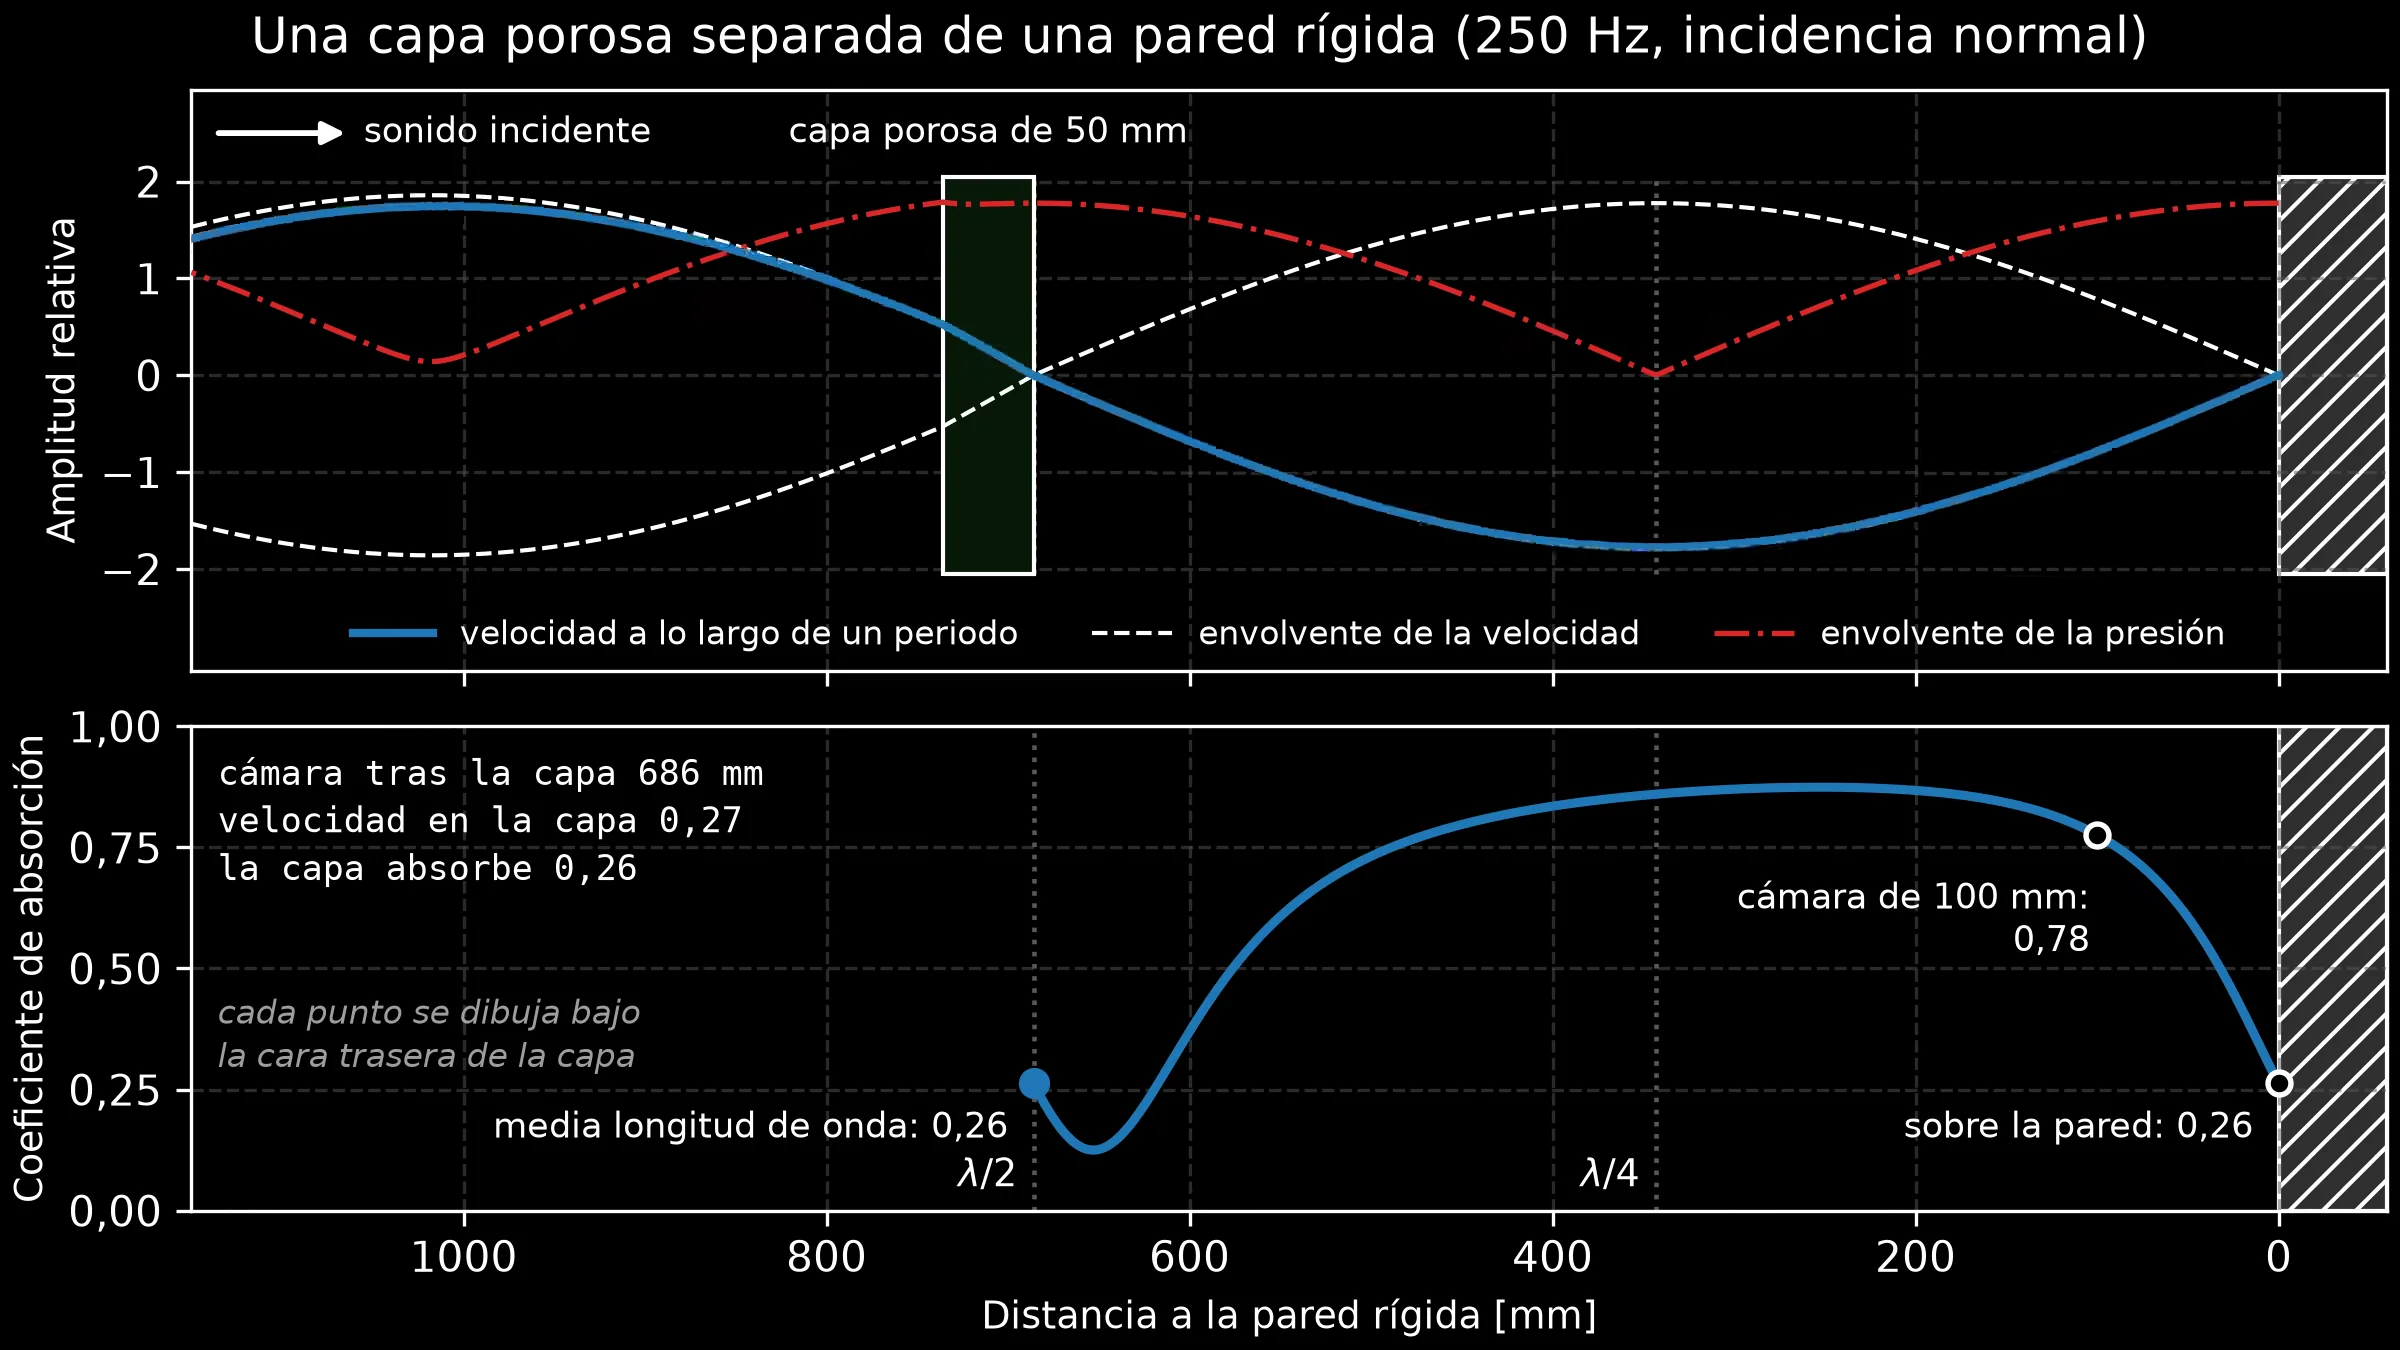 Una capa porosa separada de una pared rígida (250 Hz, incidencia normal)
sonido incidente
capa porosa de 50 mm
Amplitud relativa
2
1
0
−1
−2
velocidad a lo largo de un periodo
envolvente de la velocidad
envolvente de la presión
Coeficiente de absorción
1,00
0,75
0,50
0,25
0,00
cámara tras la capa 686 mm
velocidad en la capa 0,27
la capa absorbe 0,26
cada punto se dibuja bajo
la cara trasera de la capa
cámara de 100 mm:
0,78
media longitud de onda: 0,26
sobre la pared: 0,26
λ/2
λ/4
1000
800
600
400
200
0
Distancia a la pared rígida [mm]